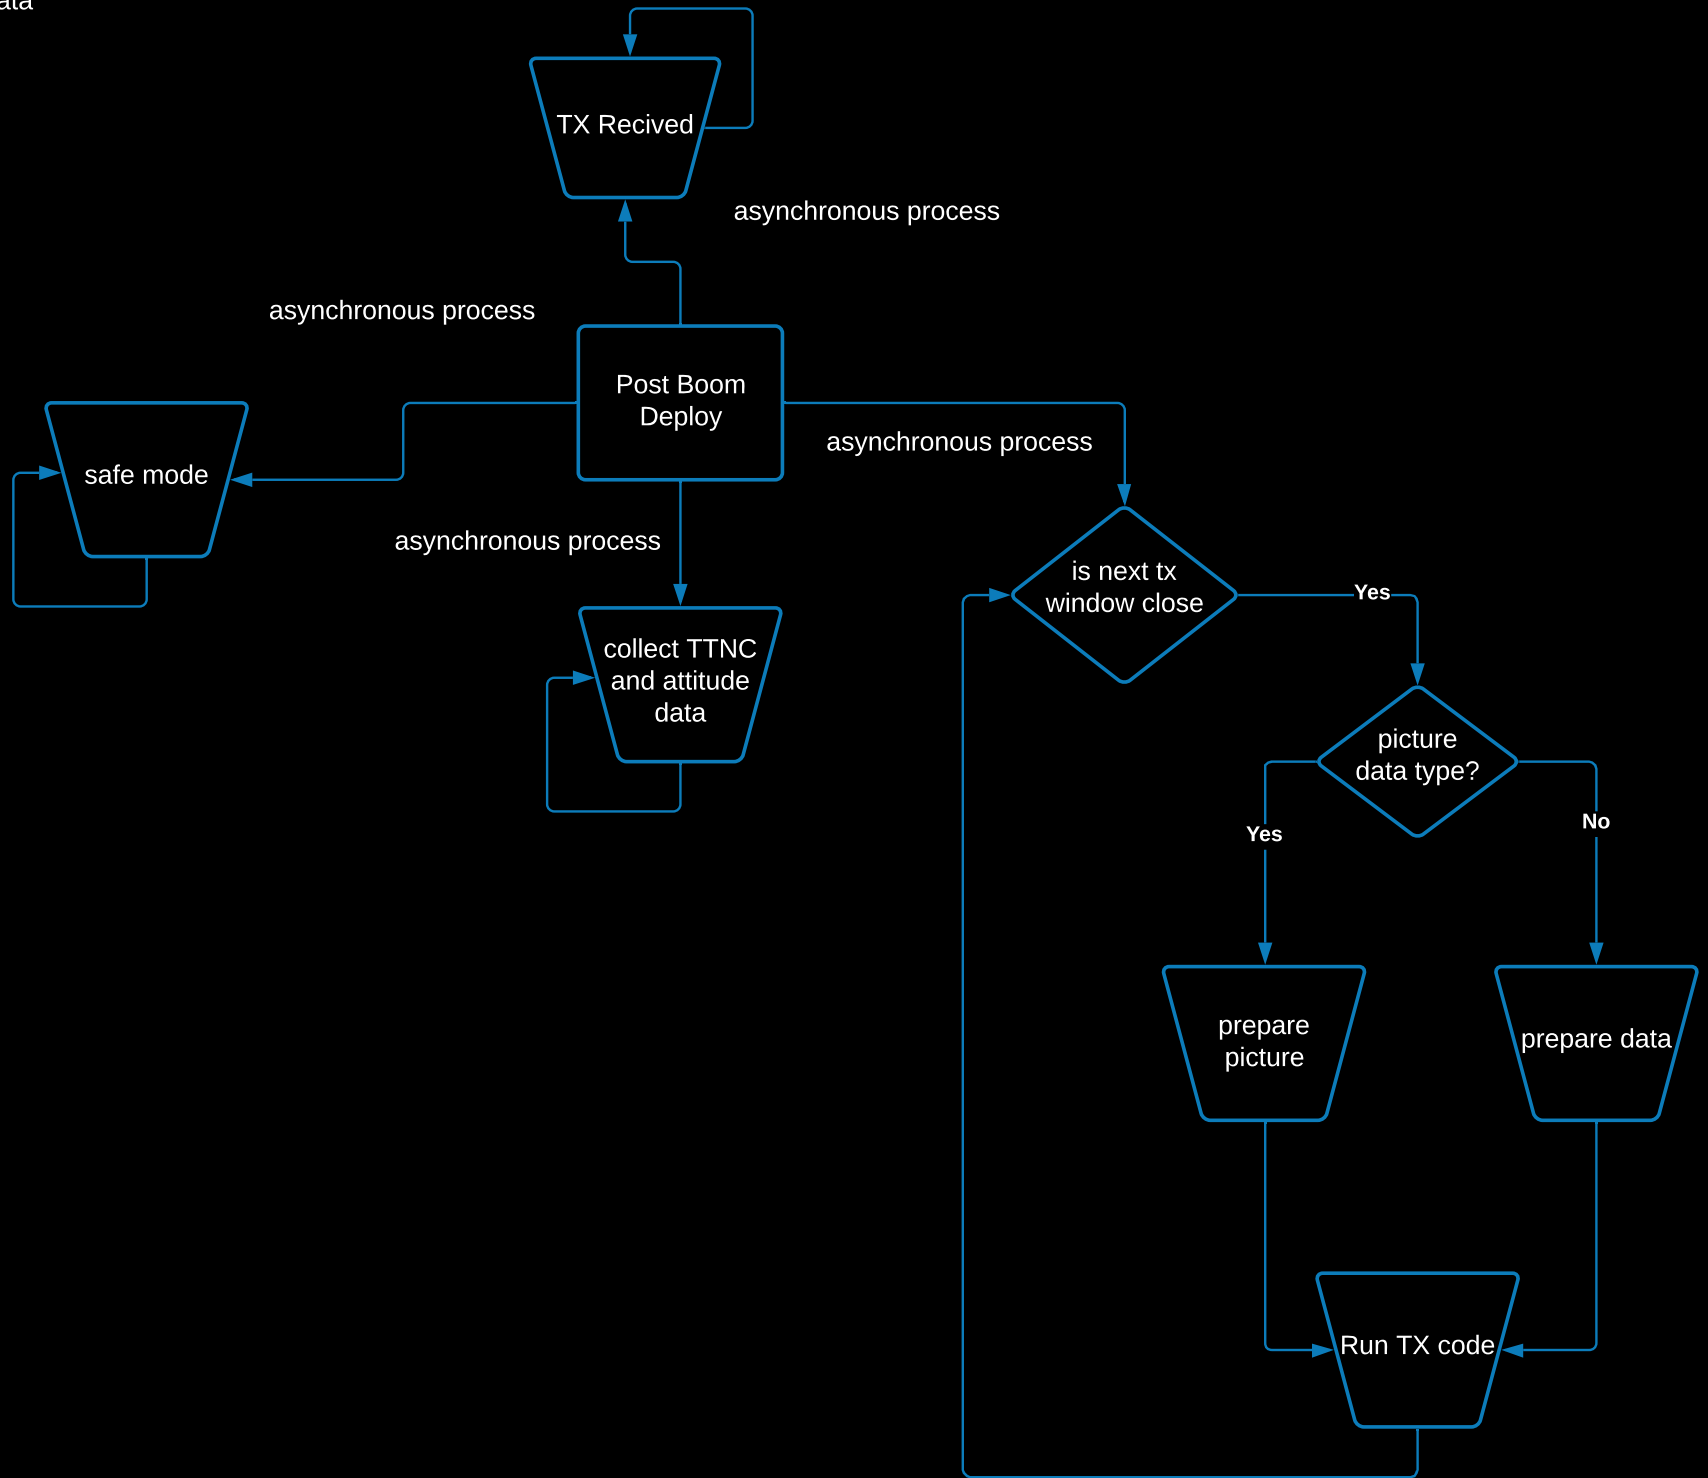 TX Recived
asynchronous process
asynchronous process
Post Boom
Deploy
asynchronous process
safe mode
asynchronous process
is next tx
window close
Yes
collect TTNC
and attitude
data
picture
data type?
Yes
No
prepare
picture
prepare data
Run TX code